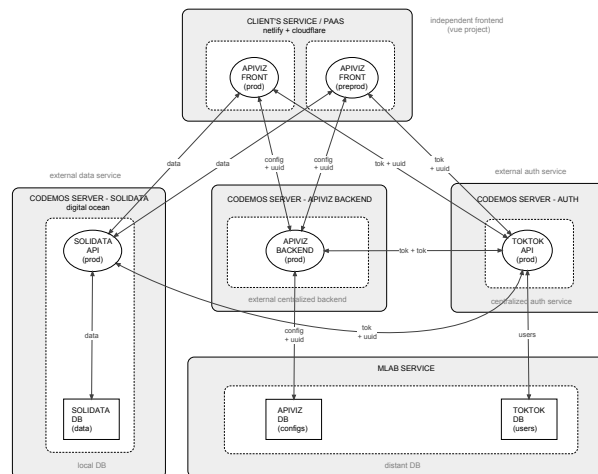 CLIENT'S SERVICE / PAAS
netlify + cloudflare
independent frontend
(vue project)
APIVIZ
FRONT
(prod)
APIVIZ
FRONT
(preprod)
data
data
config
+ uuid
config
+ uuid
tok + uuid
tok
+ uuid
external data service
external auth service
CODEMOS SERVER - SOLIDATA
digital ocean
CODEMOS SERVER - APIVIZ BACKEND
CODEMOS SERVER - AUTH
SOLIDATA
API
(prod)
APIVIZ
BACKEND
(prod)
tok + tok
TOKTOK
API
(prod)
external centralized backend
centralized auth service
data
config
+ uuid
tok
+ uuid
users
MLAB SERVICE
SOLIDATA
DB
(data)
APIVIZ
DB
(configs)
TOKTOK
DB
(users)
local DB
distant DB